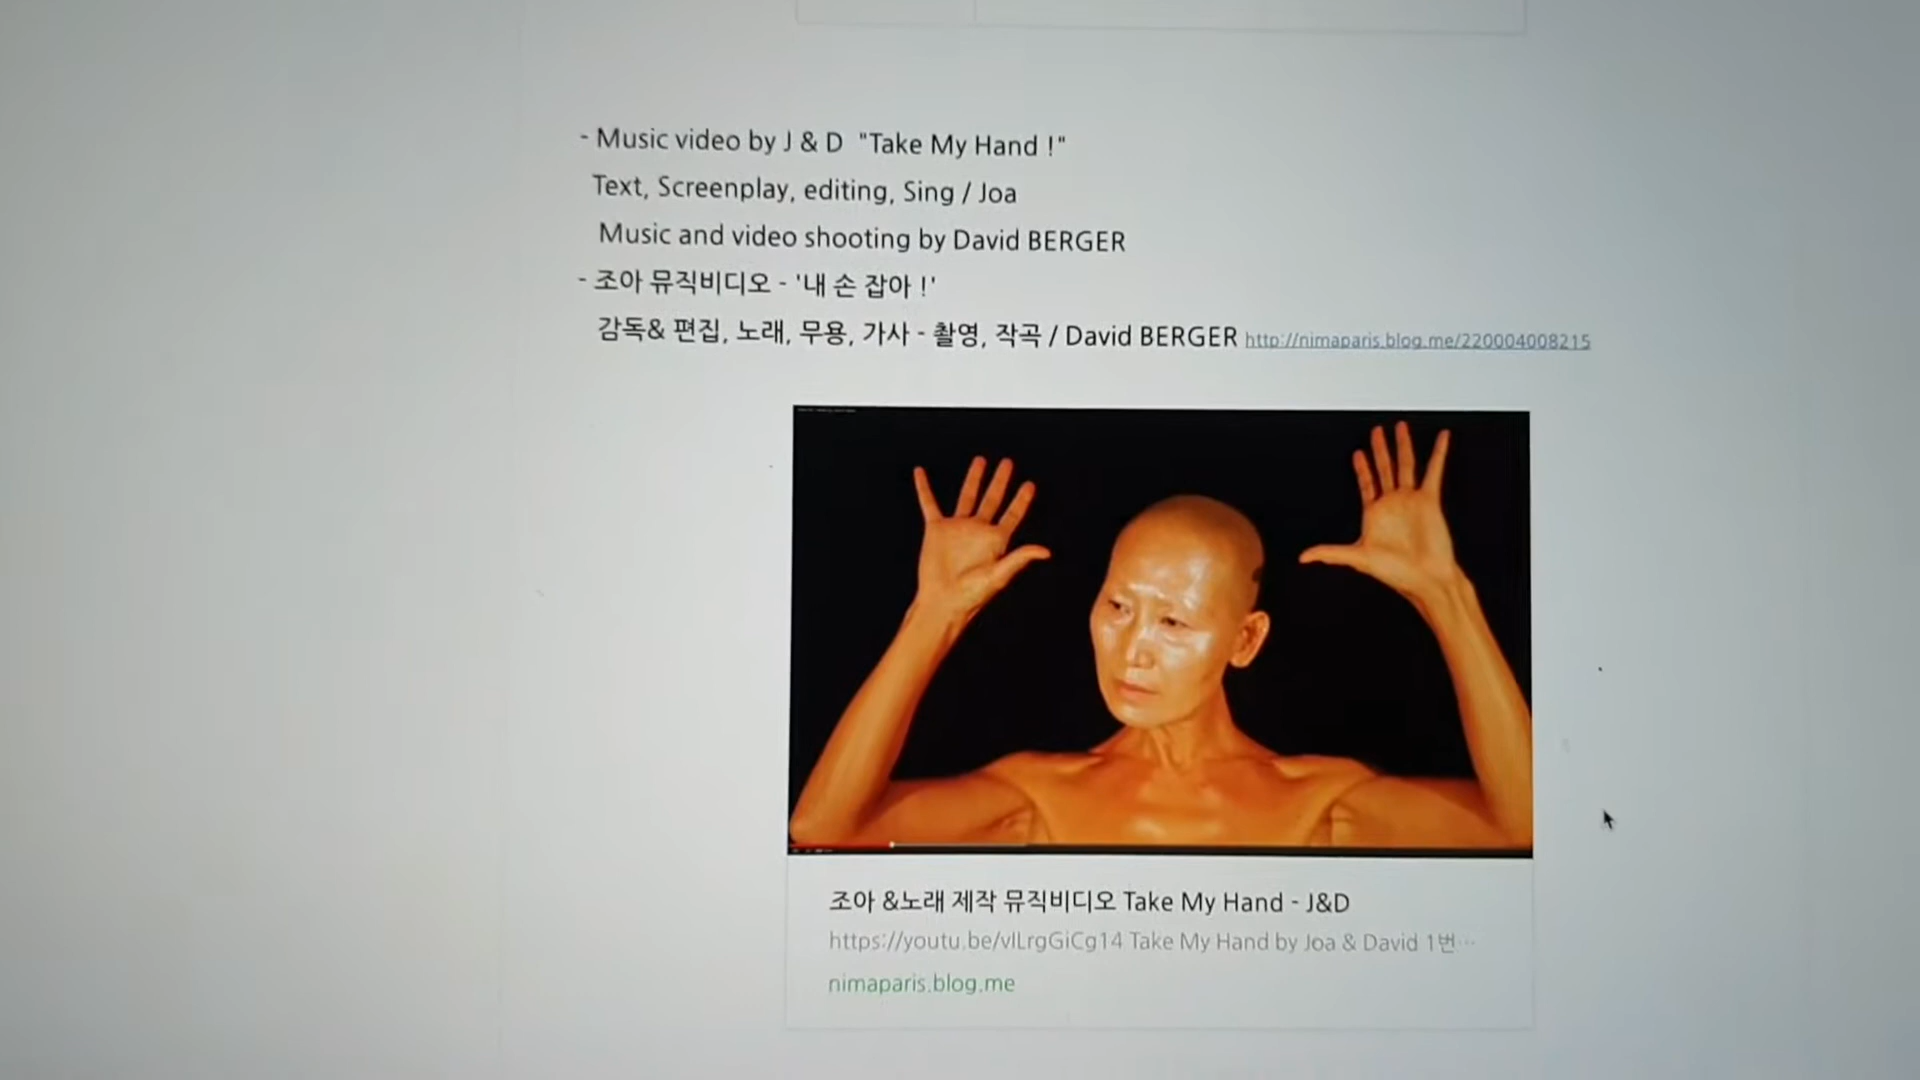 - Music video by J & D "Take My Hand !"
Text, Screenplay, editing, Sing / Joa
Music and video shooting by David BERGER
- 조아 뮤직비디오 - '내 손 잡아 !'
감독& 편집, 노래, 무용, 가사 - 촬영, 작곡 / David BERGER http://nimaparis.blog.me/220004008215
조아 &노래 제작 뮤직비디오 Take My Hand - J&D
https://youtu.be/vlLrgGiCg14 Take My Hand by Joa & David 1번…
nimaparis.blog.me